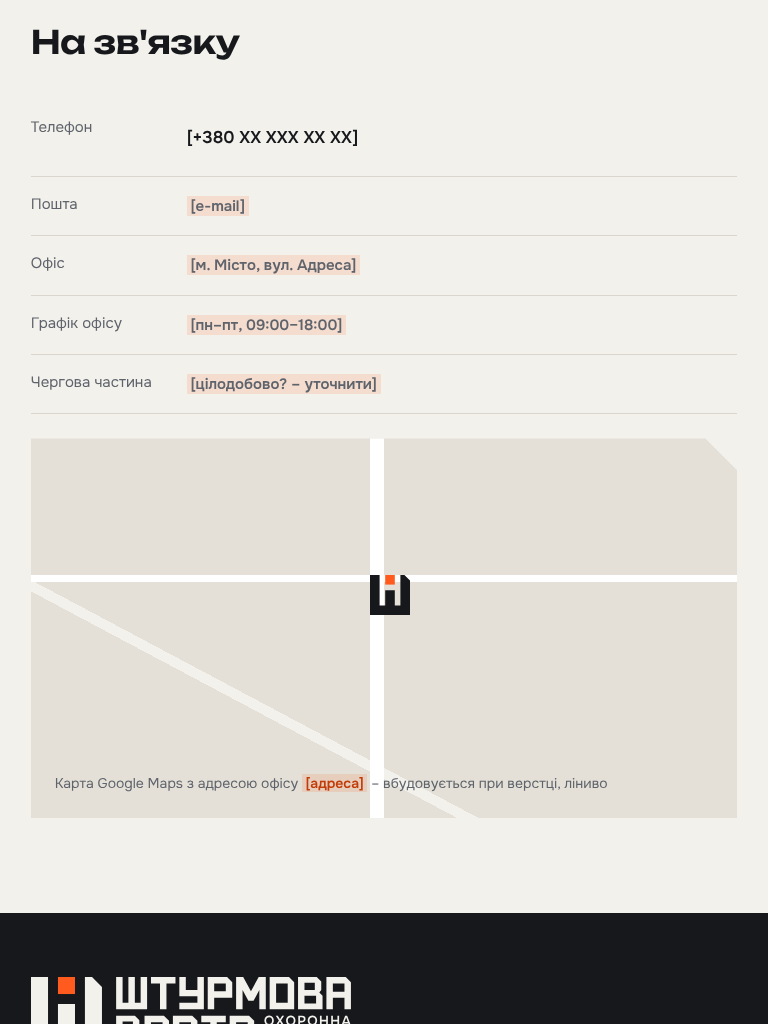 На зв'язку
Телефон
[+380 XX XXX XX XX]
Пошта
[e-mail]
Офіс
[м. Місто, вул. Адреса]
Графік офісу
[пн–пт, 09:00–18:00]
Чергова частина
[цілодобово? – уточнити]
Карта Google Maps з адресою офісу [адреса] – вбудовується при верстці, ліниво
ШТУРМОВА
ОХОРОННА